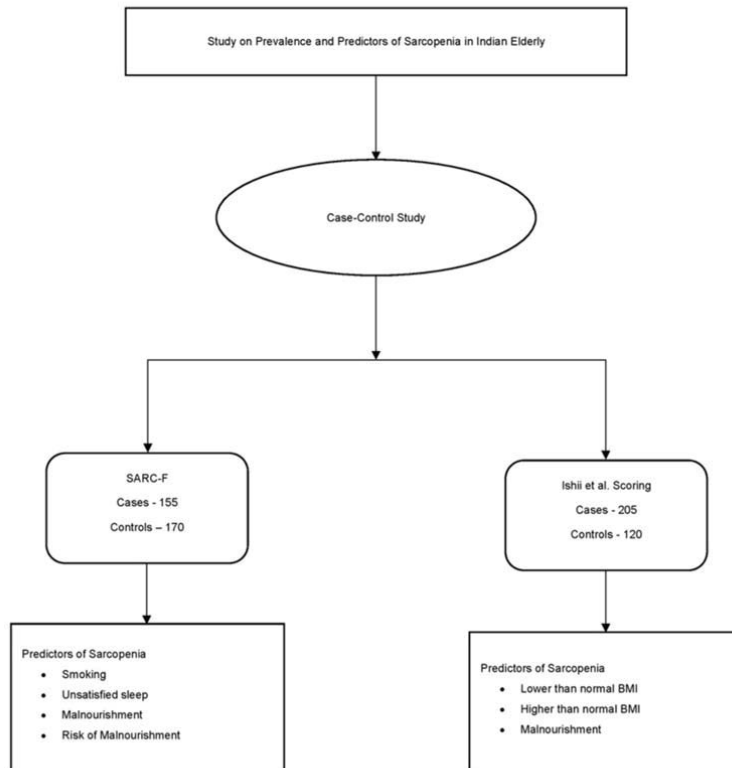 Study on Prevalence and Predictors of Sarcopenia in Indian Elderly
Case-Control Study
SARC-F
Cases - 155
Controls – 170
Ishii et al. Scoring
Cases - 205
Controls - 120
Predictors of Sarcopenia
• Smoking
• Unsatisfied sleep
• Malnourishment
• Risk of Malnourishment
Predictors of Sarcopenia
• Lower than normal BMI
• Higher than normal BMI
• Malnourishment